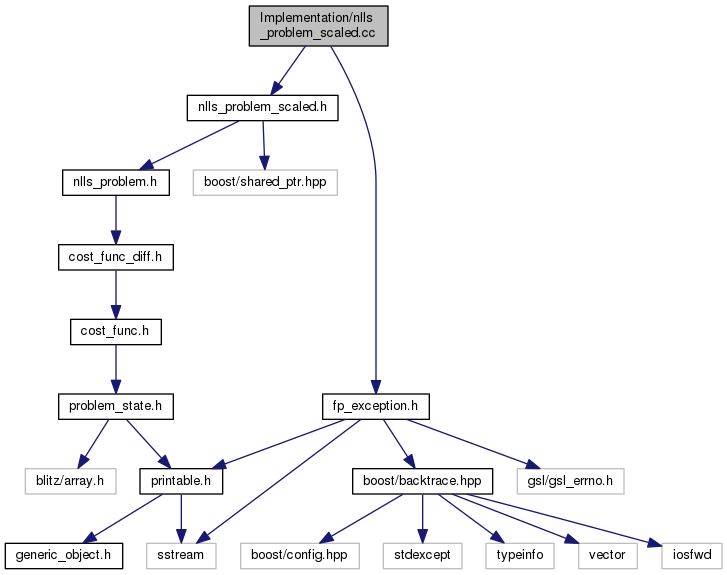 Implementation/nlls
_problem_scaled.cc
nlls_problem_scaled.h
nlls_problem.h
boost/shared_ptr.hpp
cost_func_diff.h
cost_func.h
problem_state.h
fp_exception.h
blitz/array.h
printable.h
boost/backtrace.hpp
gsl/gsl_errno.h
generic_object.h
sstream
boost/config.hpp
stdexcept
typeinfo
vector
iosfwd